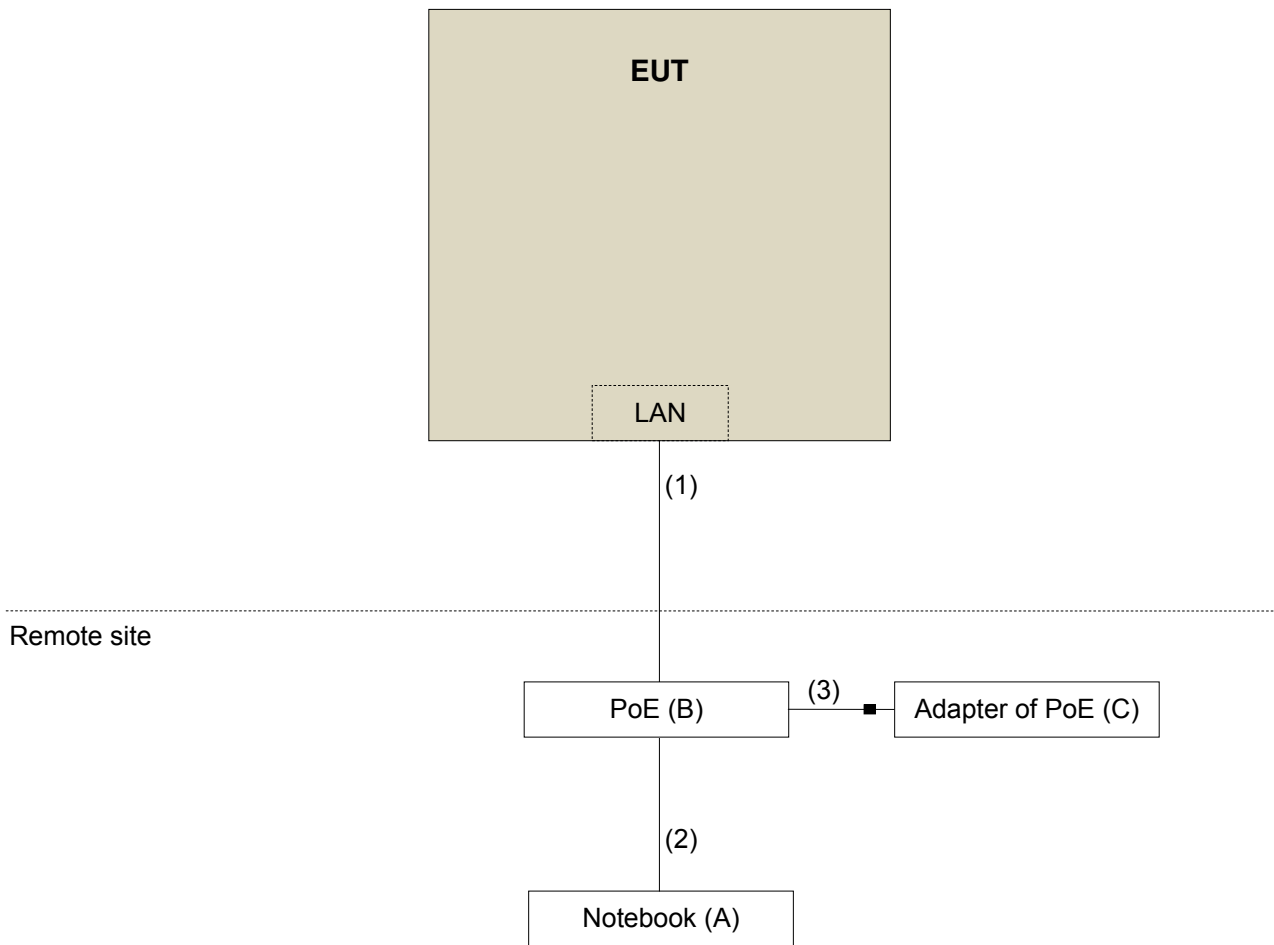 EUT
LAN
(1)
Remote site
PoE (B)
(3)
Adapter of PoE (C)
(2)
Notebook (A)